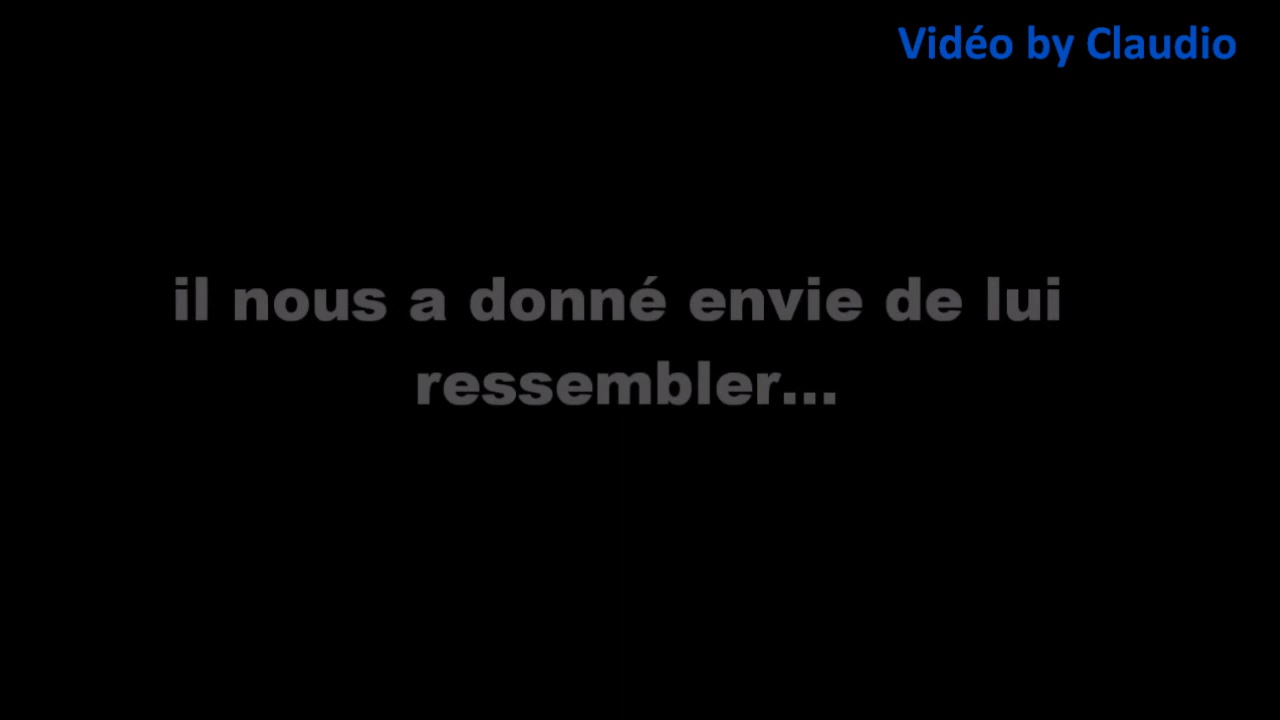 Vidéo by Claudio
il nous a donné envie de lui
ressembler...